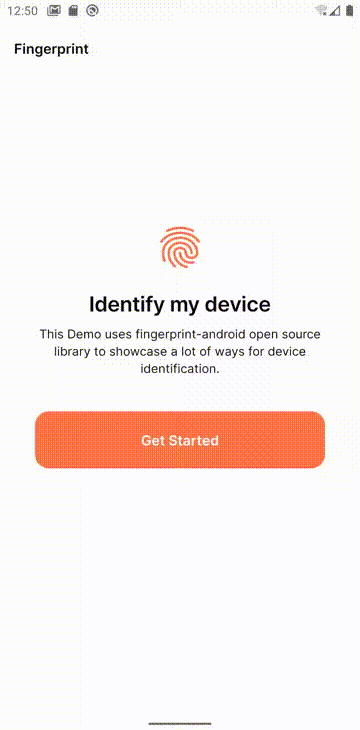 12:50
Fingerprint
Identify my device
This Demo uses fingerprint-android open source
library to showcase a lot of ways for device
identification.
Get Started